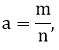 a = m/n,